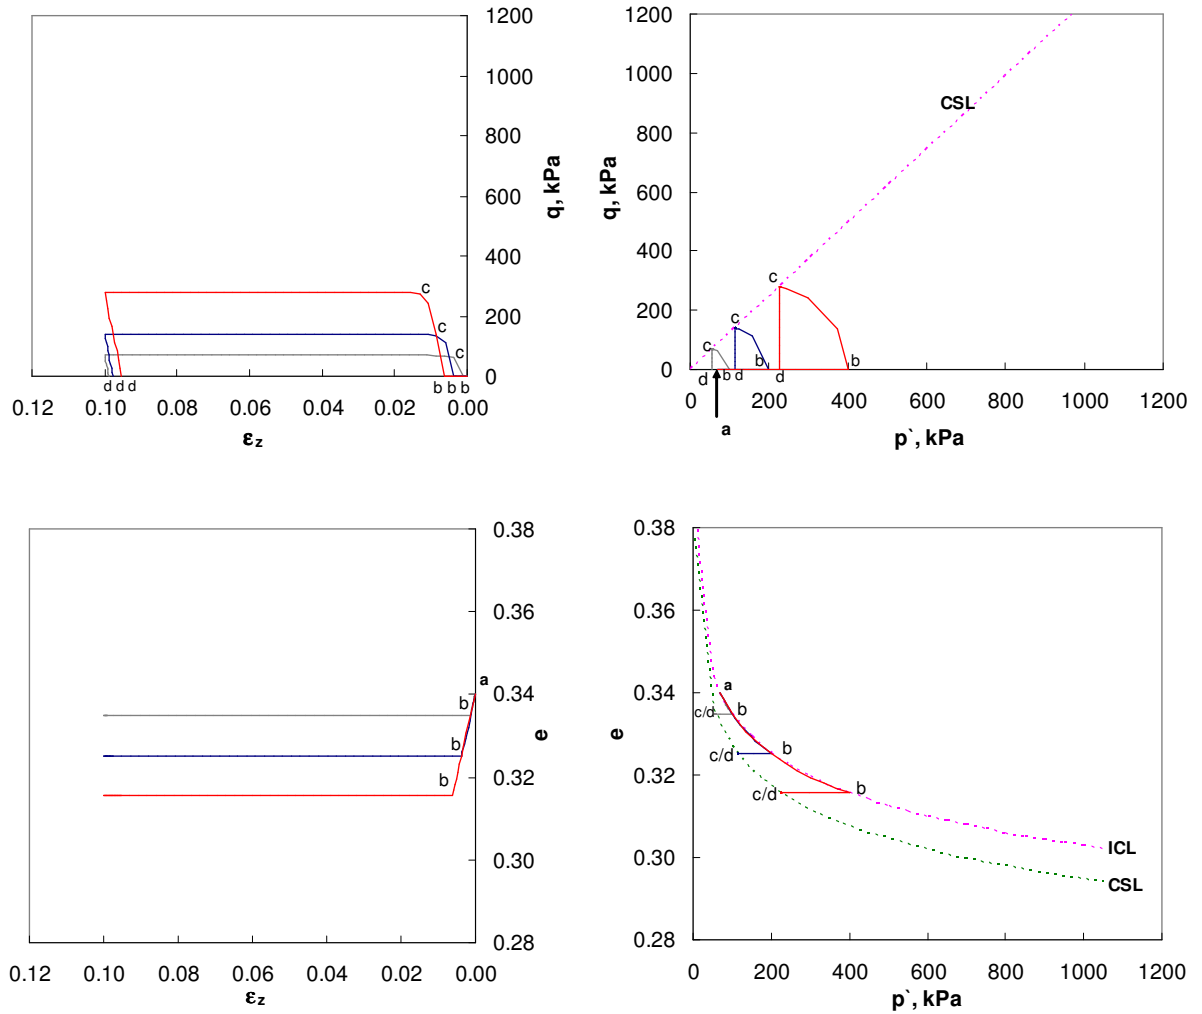 1200
1000
800
600
400
200
0
q, kPa
c
c
c
d d d
b b b
0.12 0.10 0.08 0.06 0.04 0.02 0.00
εz
1200
1000
800
600
400
200
0
q, kPa
CSL
c
c
c
b
b
d b d
d
a
0 200 400 600 800 1000 1200
p`, kPa
0.38
0.36
0.34
0.32
0.30
0.28
e
a
b
b
b
0.12 0.10 0.08 0.06 0.04 0.02 0.00
εz
0.38
0.36
0.34
0.32
0.30
0.28
e
a
c/d b
c/d b
c/d b
ICL
CSL
0 200 400 600 800 1000 1200
p`, kPa